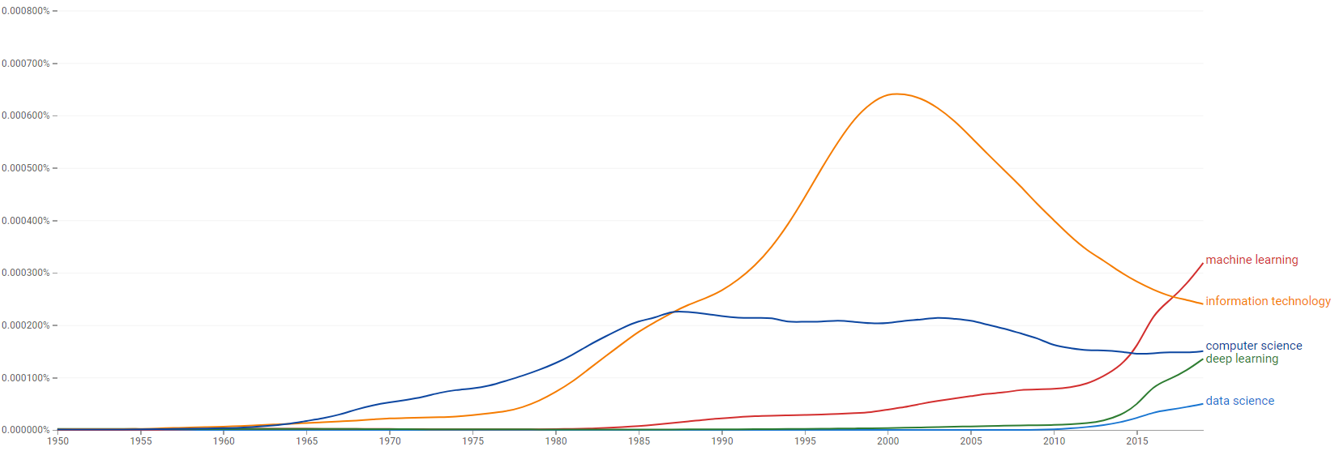 0.000800%
0.000700%
0.000600%
0.000500%
0.000400%
0.000300%
0.000200%
0.000100%
0.000000%
machine learning
information technology
computer science
deep learning
data science
1950 1955 1960 1965 1970 1975 1980 1985 1990 1995 2000 2005 2010 2015